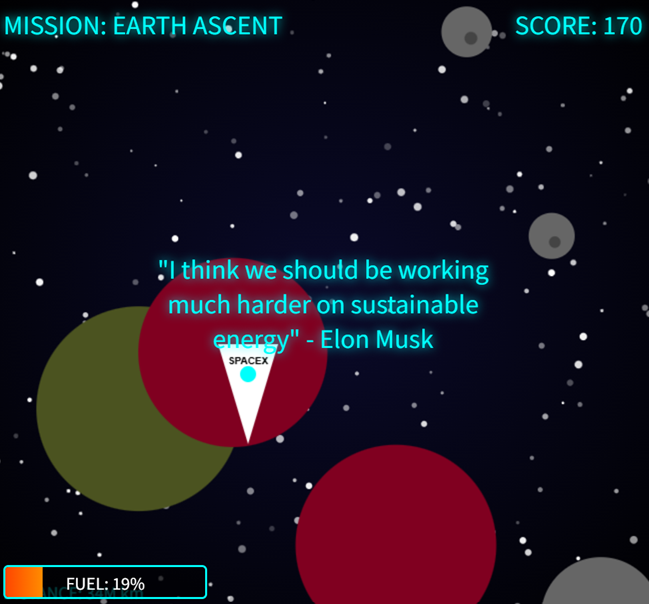 MISSION: EARTH ASCENT
SCORE: 170
"I think we should be working
much harder on sustainable
energy" - Elon Musk
SPACEX
FUEL: 19%